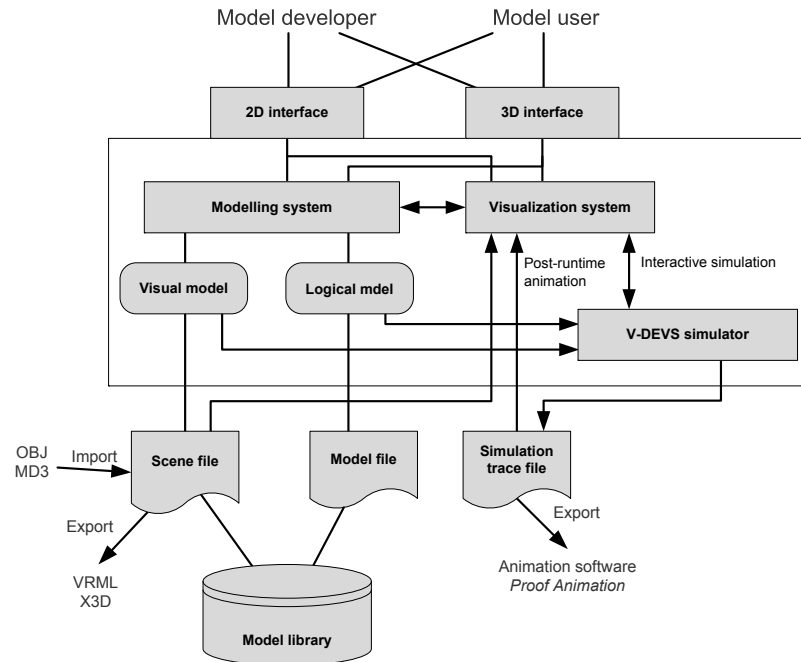 Model developer
Model user
2D interface
3D interface
Modelling system
Visualization system
Post-runtime
animation
Interactive simulation
Visual model
Logical mdel
V-DEVS simulator
OBJ
MD3
Import
Scene file
Model file
Simulation
trace file
Export
Export
VRML
X3D
Animation software
Proof Animation
Model library